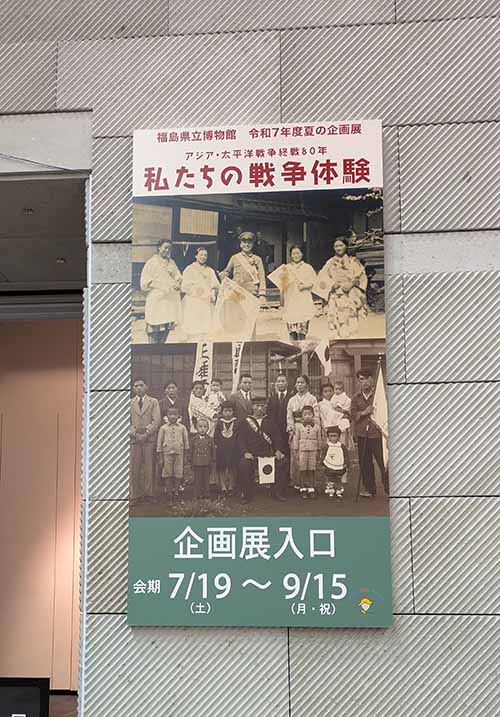 福島県立博物館　令和7年度夏の企画展
アジア・太平洋戦争終戦80年
私たちの戦争体験
企画展入口
会期 7/19 ～ 9/15
（土）　（月・祝）